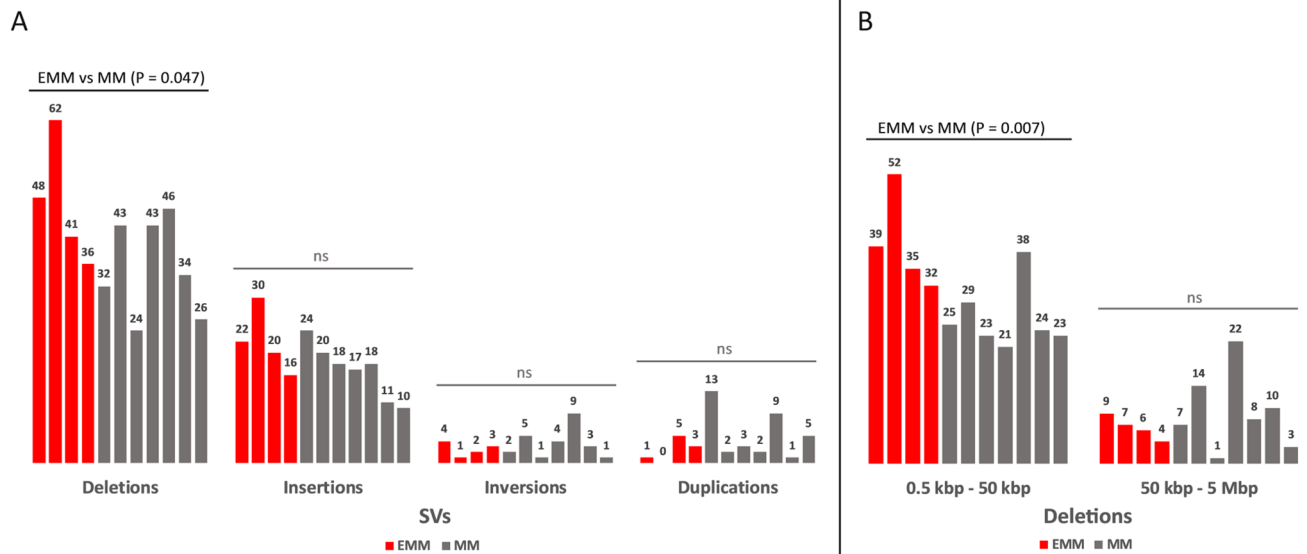 A
EMM vs MM (P = 0.047)
48 62 41 36 32 43 24 43 46 34 26
Deletions
ns
22 30 20 16 24 20 18 17 18 11 10
Insertions
ns
4 1 2 3 2 5 1 4 9 3 1
Inversions
ns
1 0 5 3 13 2 3 2 9 1 5
Duplications
SVs
EMM MM
B
EMM vs MM (P = 0.007)
39 52 35 32 25 29 23 21 38 24 23
0.5 kbp - 50 kbp
ns
9 7 6 4 7 14 1 22 8 10 3
50 kbp - 5 Mbp
Deletions
EMM MM